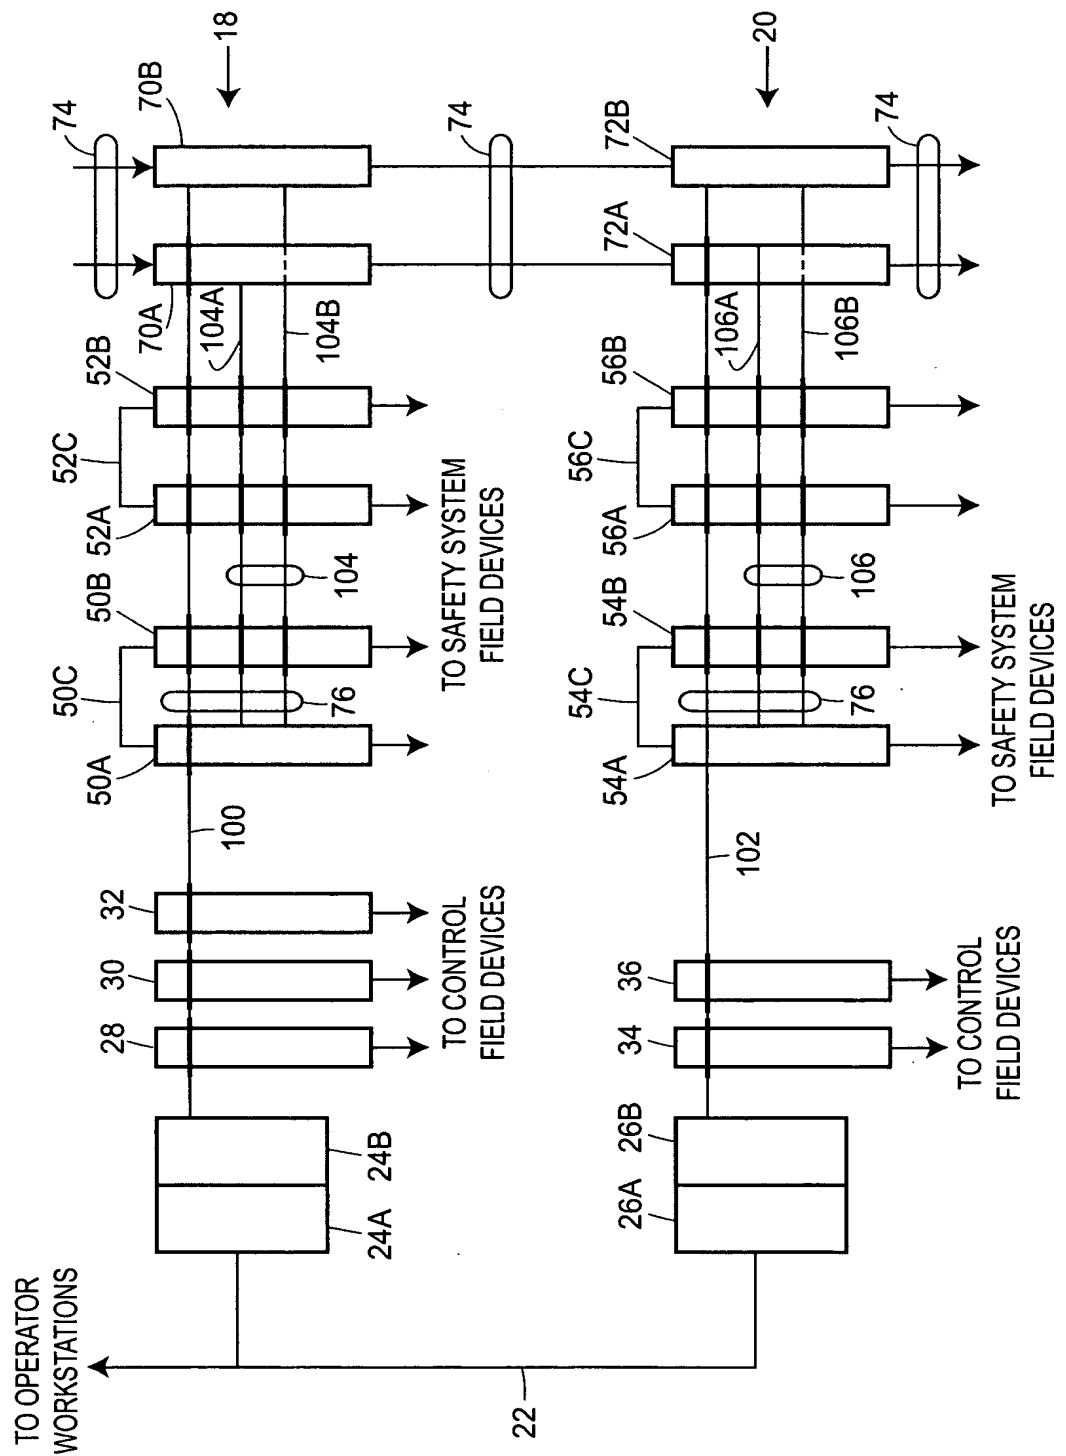 TO OPERATOR
WORKSTATIONS
50C
52C
74
28
30
32
50A
50B
52A
52B
70A
70B
104A
18
100
24A
24B
76
104
104B
TO CONTROL
FIELD DEVICES
TO SAFETY SYSTEM
FIELD DEVICES
74
22
54C
56C
26A
26B
34
36
54A
54B
56A
56B
72A
72B
106A
20
102
76
106
106B
74
TO CONTROL
FIELD DEVICES
TO SAFETY SYSTEM
FIELD DEVICES